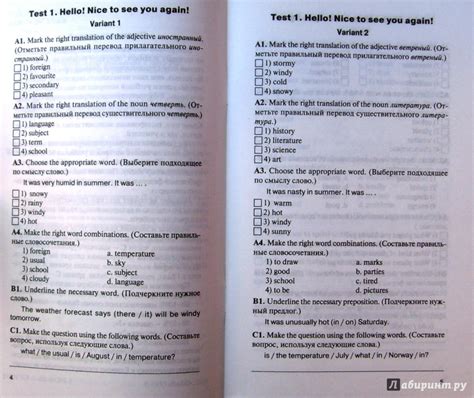 Test 1. Hello! Nice to see you again!
Variant 1
A1. Mark the right translation of the adjective иностранный.
(Отметьте правильный перевод прилагательного ино-
странный.)
1) foreign
2) favourite
3) secondary
4) pleasant
A2. Mark the right translation of the noun четверть. (От-
метьте правильный перевод существительного четверть.)
1) language
2) subject
3) term
4) school
A3. Choose the appropriate word. (Выберите подходящее
по смыслу слово.)
It was very humid in summer. It was ... .
1) snowy
2) rainy
3) windy
4) hot
A4. Make the right word combinations. (Составьте правиль-
ные словосочетания.)
1) foreign a. temperature
2) usual b. sky
3) school c. subject
4) cloudy d. language
B1. Underline the necessary word. (Подчеркните нужное
слово.)
The weather forecast says (there / it) will be windy
tomorrow.
C1. Make the question using the following words. (Составьте
вопрос, используя следующие слова.)
what / the usual / is / August / in / temperature?
4
Test 1. Hello! Nice to see you again!
Variant 2
A1. Mark the right translation of the adjective ветреный.
(Отметьте правильный перевод прилагательного ветреный.)
1) stormy
2) windy
3) cold
4) snowy
A2. Mark the right translation of the noun литература. (От-
метьте правильный перевод существительного литера-
тура.)
1) history
2) literature
3) science
4) art
A3. Choose the appropriate word. (Выберите подходящее
по смыслу слово.)
It was nasty in summer. It was ... .
1) warm
2) hot
3) windy
4) sunny
A4. Make the right word combinations. (Составьте правиль-
ные словосочетания.)
1) to draw a. marks
2) good b. parties
3) school c. tired
4) to be d. pictures
B1. Underline the necessary preposition. (Подчеркните нуж-
ный предлог.)
It was unusually hot (in / on) Saturday.
C1. Make the question using the following words. (Составьте
вопрос, используя следующие слова.)
is / the temperature / July / what / in / Norway / in?
Лабиринт.ру